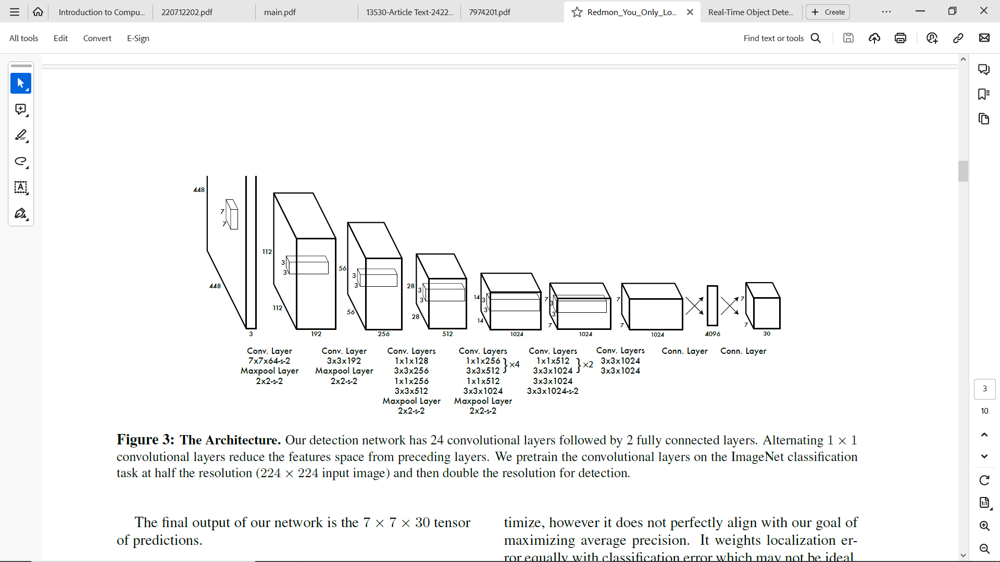 Introduction to Compu...
2207.12202.pdf
main.pdf
13530-Article Text-2422...
7974201.pdf
Redmon_You_Only_Lo...
Real-Time Object Dete...
Create
All tools
Edit
Convert
E-Sign
Find text or tools
448
7
7
448
3
112
3
3
112
192
56
3
3
56
256
28
3
3
28
512
14
3
3
14
1024
7
3
3
7
1024
7
7
1024
4096
7
7
30
Conv. Layer
7x7x64-s-2
Maxpool Layer
2x2-s-2
Conv. Layer
3x3x192
Maxpool Layer
2x2-s-2
Conv. Layers
1x1x128
3x3x256
1x1x256
3x3x512
Maxpool Layer
2x2-s-2
Conv. Layers
1x1x256
3x3x512
} ×4
1x1x512
3x3x1024
Maxpool Layer
2x2-s-2
Conv. Layers
1x1x512
3x3x1024
} ×2
3x3x1024
3x3x1024-s-2
Conv. Layers
3x3x1024
3x3x1024
Conn. Layer
Conn. Layer
Figure 3: The Architecture. Our detection network has 24 convolutional layers followed by 2 fully connected layers. Alternating 1 × 1
convolutional layers reduce the features space from preceding layers. We pretrain the convolutional layers on the ImageNet classification
task at half the resolution (224 × 224 input image) and then double the resolution for detection.
The final output of our network is the 7 × 7 × 30 tensor
of predictions.
timize, however it does not perfectly align with our goal of
maximizing average precision. It weights localization er-
ror equally with classification error which may not be ideal.
3
10
1:1